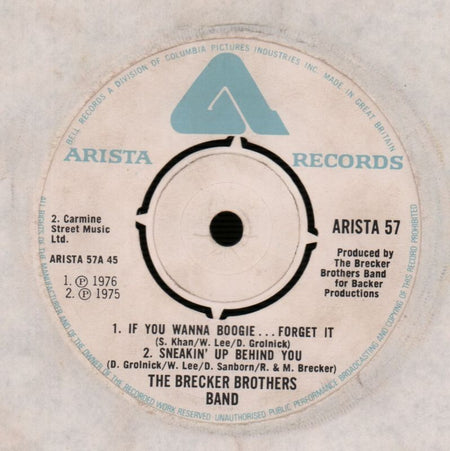 BELL RECORDS A DIVISION OF COLUMBIA PICTURES INDUSTRIES INC. MADE IN GREAT BRITAIN
ARISTA RECORDS
2. Carmine
Street Music
Ltd.
ARISTA 57A 45
1. ℗ 1976
2. ℗ 1975
ARISTA 57
Produced by
The Brecker
Brothers Band
for Backer
Productions
1. IF YOU WANNA BOOGIE...FORGET IT
(S. Khan/W. Lee/D. Grolnick)
2. SNEAKIN' UP BEHIND YOU
(D. Grolnick/W. Lee/D. Sanborn/R. & M. Brecker)
THE BRECKER BROTHERS
BAND
ALL RIGHTS OF THE MANUFACTURER AND OF THE OWNER OF THE RECORDED WORK RESERVED UNAUTHORISED PUBLIC PERFORMANCE BROADCASTING AND COPYING OF THIS RECORD PROHIBITED